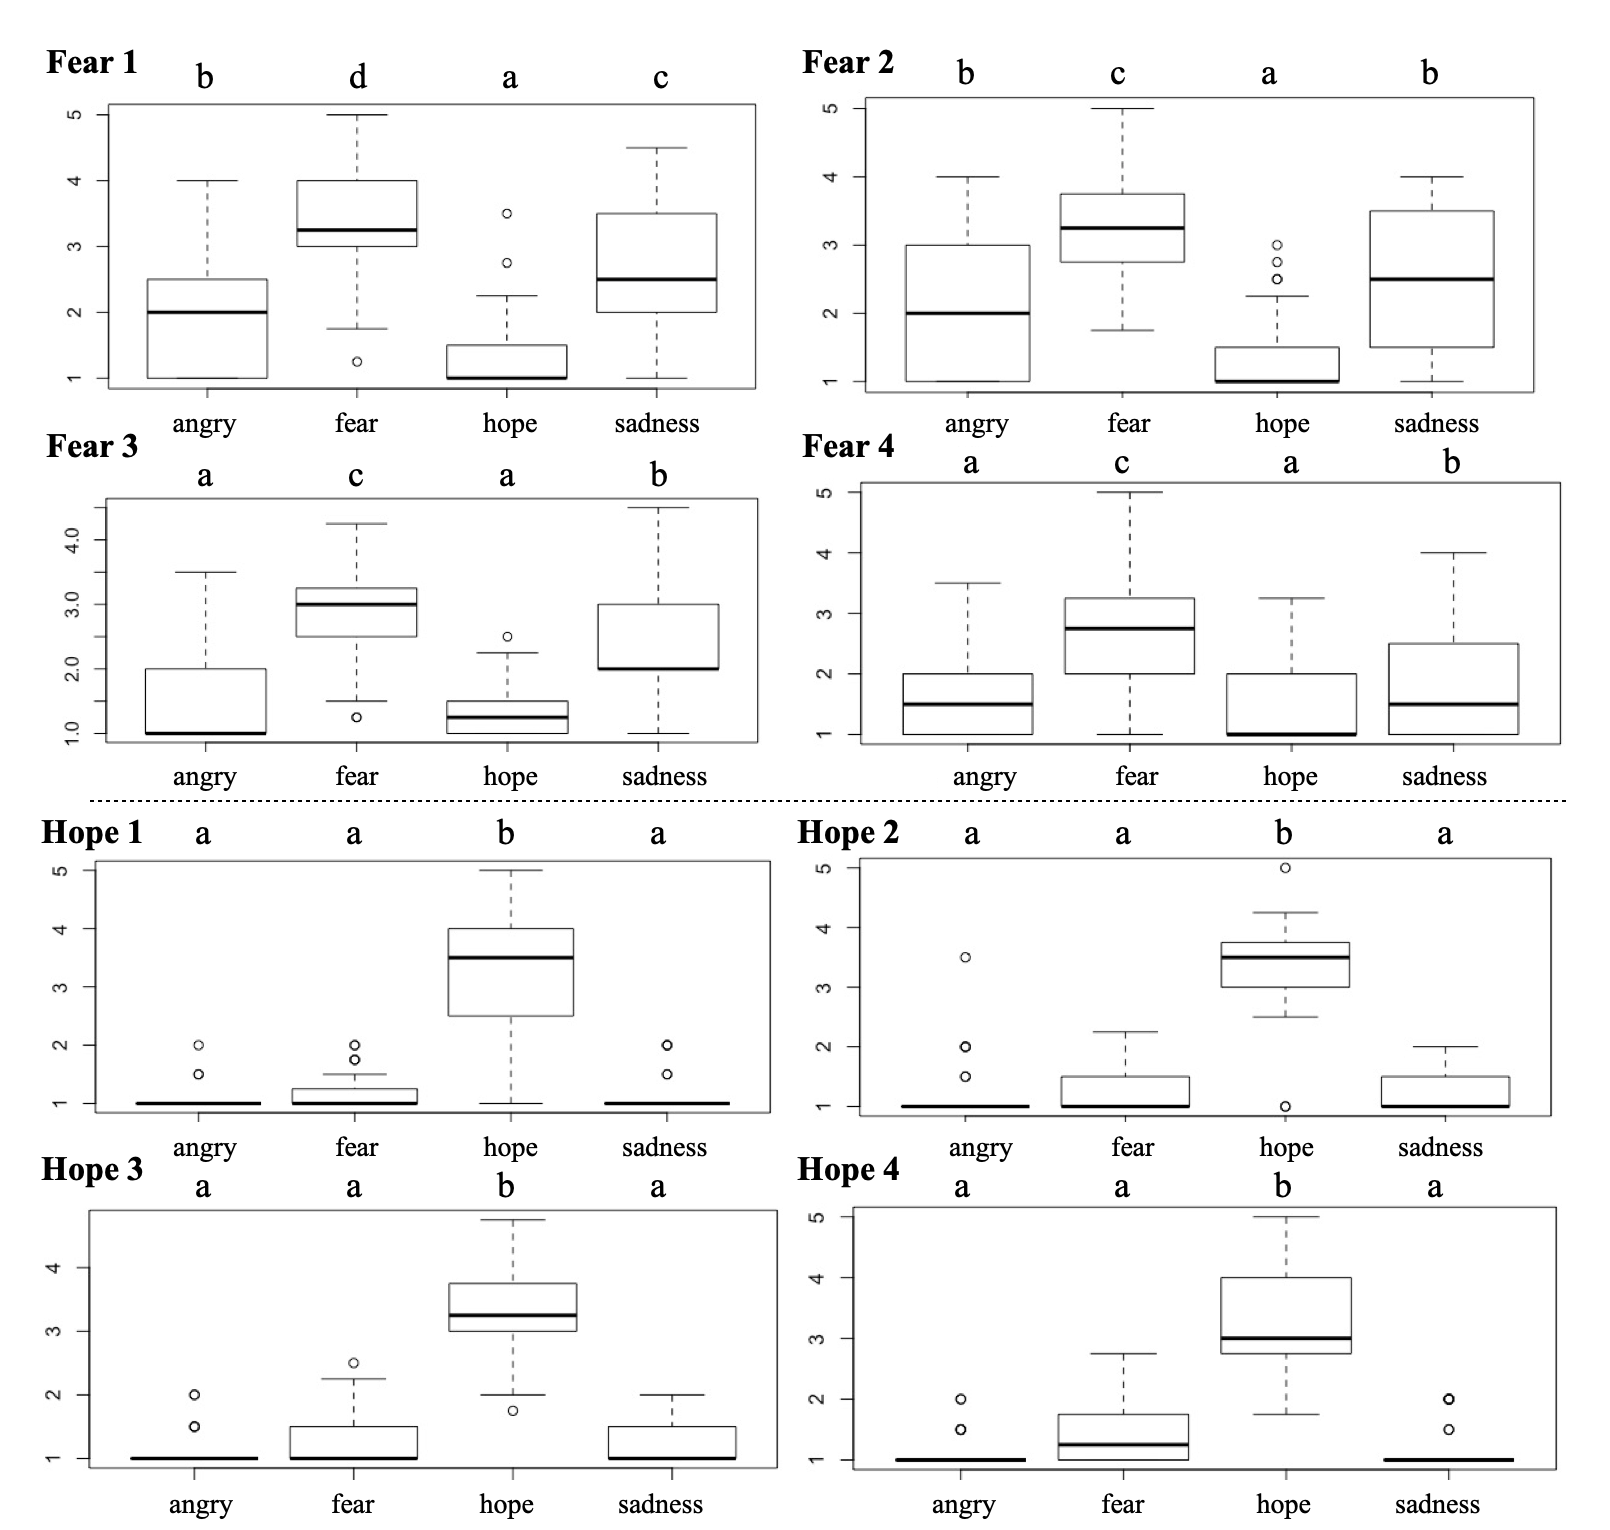 Fear 1
b d a c
5
4
3
2
1
angry fear hope sadness
Fear 2
b c a b
5
4
3
2
1
angry fear hope sadness
Fear 3
a c a b
4.0
3.0
2.0
1.0
angry fear hope sadness
Fear 4
a c a b
5
4
3
2
1
angry fear hope sadness
Hope 1
a a b a
5
4
3
2
1
angry fear hope sadness
Hope 2
a a b a
5
4
3
2
1
angry fear hope sadness
Hope 3
a a b a
4
3
2
1
angry fear hope sadness
Hope 4
a a b a
5
4
3
2
1
angry fear hope sadness